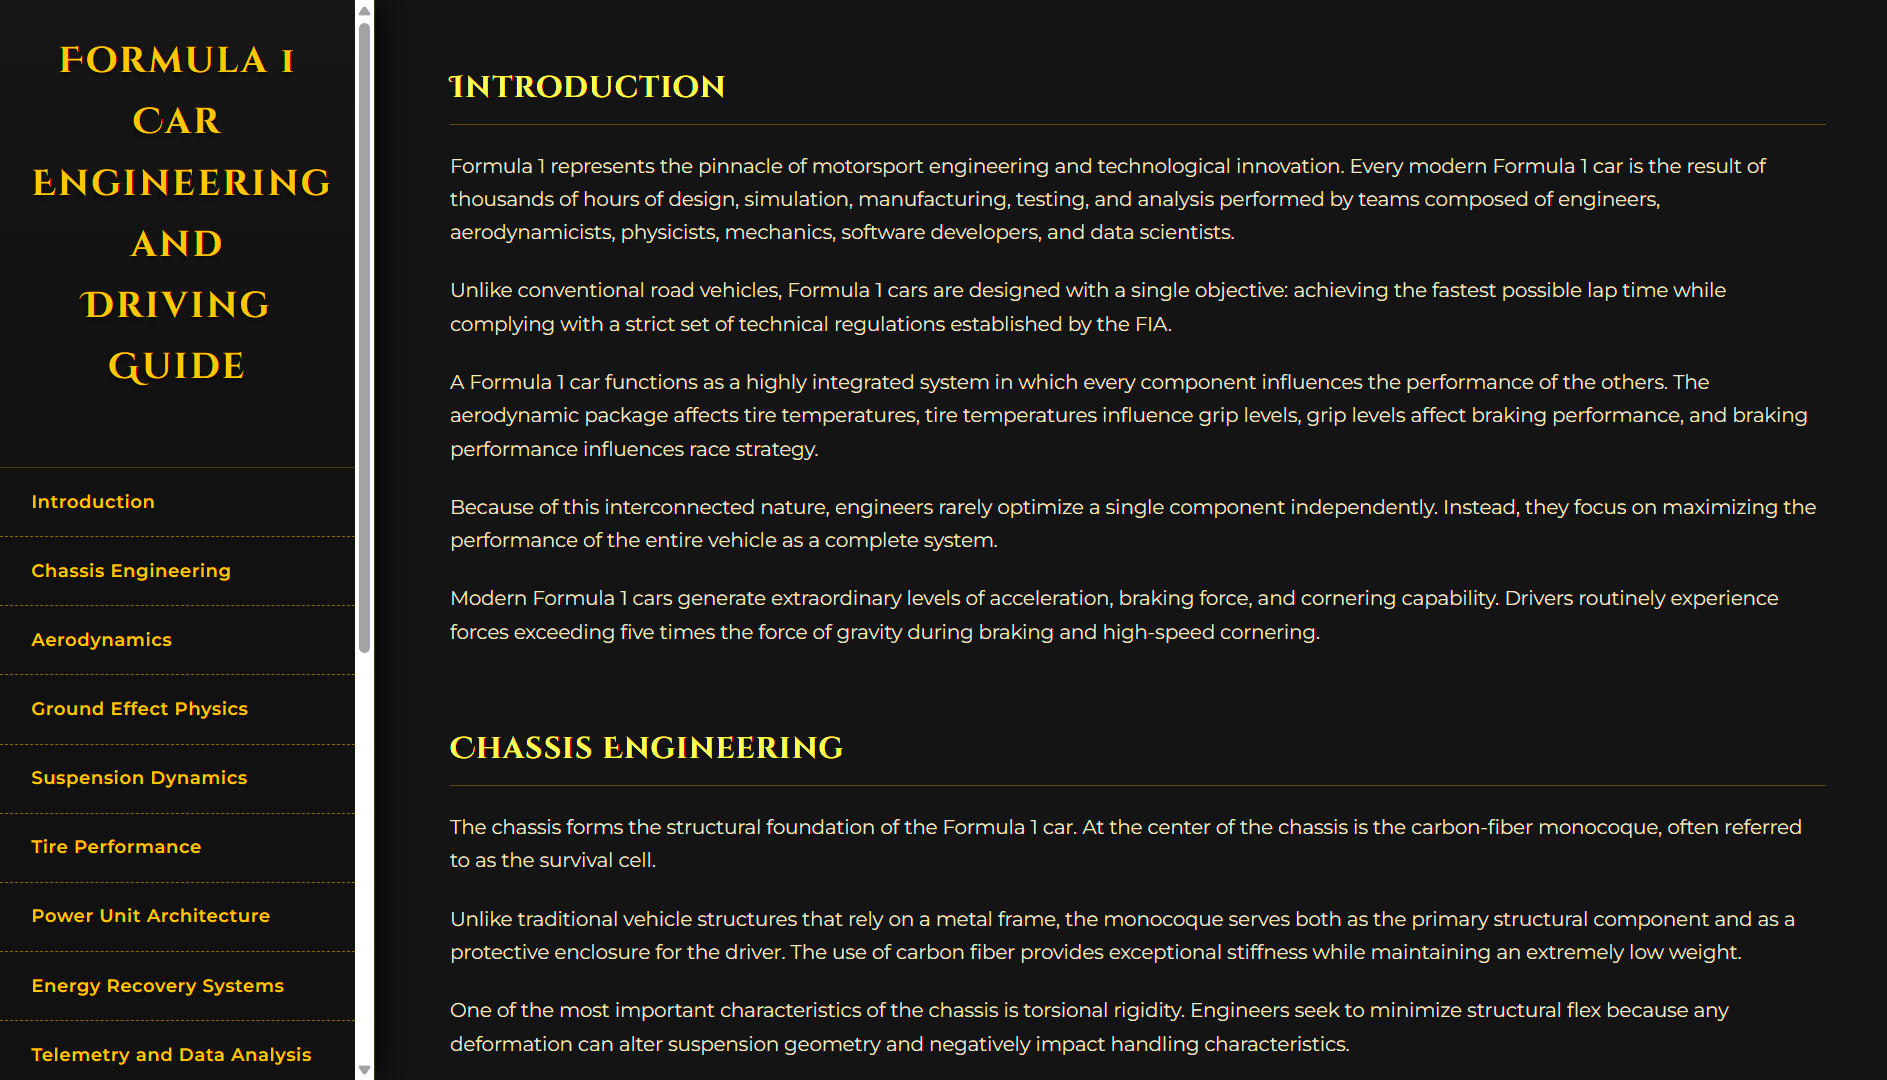 Formula 1
Car
Engineering
and
Driving
Guide
Introduction
Chassis Engineering
Aerodynamics
Ground Effect Physics
Suspension Dynamics
Tire Performance
Power Unit Architecture
Energy Recovery Systems
Telemetry and Data Analysis
Introduction
Formula 1 represents the pinnacle of motorsport engineering and technological innovation. Every modern Formula 1 car is the result of
thousands of hours of design, simulation, manufacturing, testing, and analysis performed by teams composed of engineers,
aerodynamicists, physicists, mechanics, software developers, and data scientists.
Unlike conventional road vehicles, Formula 1 cars are designed with a single objective: achieving the fastest possible lap time while
complying with a strict set of technical regulations established by the FIA.
A Formula 1 car functions as a highly integrated system in which every component influences the performance of the others. The
aerodynamic package affects tire temperatures, tire temperatures influence grip levels, grip levels affect braking performance, and braking
performance influences race strategy.
Because of this interconnected nature, engineers rarely optimize a single component independently. Instead, they focus on maximizing the
performance of the entire vehicle as a complete system.
Modern Formula 1 cars generate extraordinary levels of acceleration, braking force, and cornering capability. Drivers routinely experience
forces exceeding five times the force of gravity during braking and high-speed cornering.
Chassis Engineering
The chassis forms the structural foundation of the Formula 1 car. At the center of the chassis is the carbon-fiber monocoque, often referred
to as the survival cell.
Unlike traditional vehicle structures that rely on a metal frame, the monocoque serves both as the primary structural component and as a
protective enclosure for the driver. The use of carbon fiber provides exceptional stiffness while maintaining an extremely low weight.
One of the most important characteristics of the chassis is torsional rigidity. Engineers seek to minimize structural flex because any
deformation can alter suspension geometry and negatively impact handling characteristics.